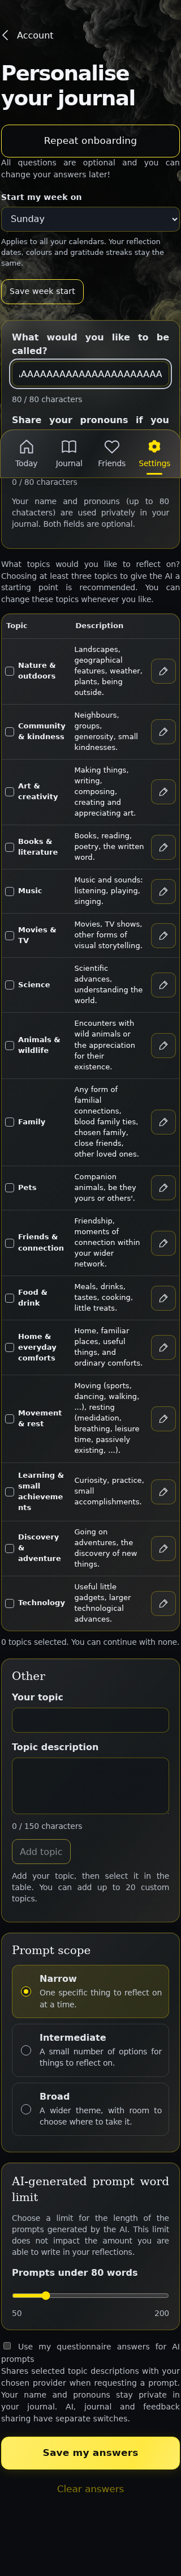 Account
Personalise
your journal
Repeat onboarding
All questions are optional and you can
change your answers later!
Start my week on
Sunday
Applies to all your calendars. Your reflection
dates, colours and gratitude streaks stay the
same.
Save week start
What would you like to be
called?
80 / 80 characters
Share your pronouns if you
Today Journal Friends Settings
0 / 80 characters
Your name and pronouns (up to 80
chatacters) are used privately in your
journal. Both fields are optional.
What topics would you like to reflect on?
Choosing at least three topics to give the AI a
starting point is recommended. You can
change these topics whenever you like.
Topic Description
Nature &
outdoors
Landscapes,
geographical
features, weather,
plants, being
outside.
Community
& kindness
Neighbours,
groups,
generosity, small
kindnesses.
Art &
creativity
Making things,
writing,
composing,
creating and
appreciating art.
Books &
literature
Books, reading,
poetry, the written
word.
Music
Music and sounds:
listening, playing,
singing.
Movies &
TV
Movies, TV shows,
other forms of
visual storytelling.
Science
Scientific
advances,
understanding the
world.
Animals &
wildlife
Encounters with
wild animals or
the appreciation
for their
existence.
Family
Any form of
familial
connections,
blood family ties,
chosen family,
close friends,
other loved ones.
Pets
Companion
animals, be they
yours or others'.
Friends &
connection
Friendship,
moments of
connection within
your wider
network.
Food &
drink
Meals, drinks,
tastes, cooking,
little treats.
Home &
everyday
comforts
Home, familiar
places, useful
things, and
ordinary comforts.
Movement
& rest
Moving (sports,
dancing, walking,
...), resting
(medidation,
breathing, leisure
time, passively
existing, ...).
Learning &
small
achieveme
nts
Curiosity, practice,
small
accomplishments.
Discovery
&
adventure
Going on
adventures, the
discovery of new
things.
Technology
Useful little
gadgets, larger
technological
advances.
0 topics selected. You can continue with none.
Other
Your topic
Topic description
0 / 150 characters
Add topic
Add your topic, then select it in the
table. You can add up to 20 custom
topics.
Prompt scope
Narrow
One specific thing to reflect on
at a time.
Intermediate
A small number of options for
things to reflect on.
Broad
A wider theme, with room to
choose where to take it.
AI-generated prompt word
limit
Choose a limit for the length of the
prompts generated by the AI. This limit
does not impact the amount you are
able to write in your reflections.
Prompts under 80 words
50 200
Use my questionnaire answers for AI
prompts
Shares selected topic descriptions with your
chosen provider when requesting a prompt.
Your name and pronouns stay private in
your journal. AI, journal and feedback
sharing have separate switches.
Save my answers
Clear answers